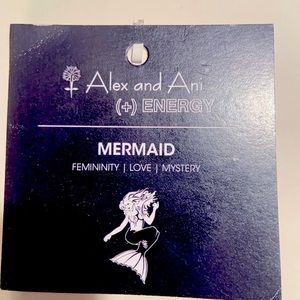 Alex and Ani
(+) ENERGY
MERMAID
FEMININITY | LOVE | MYSTERY